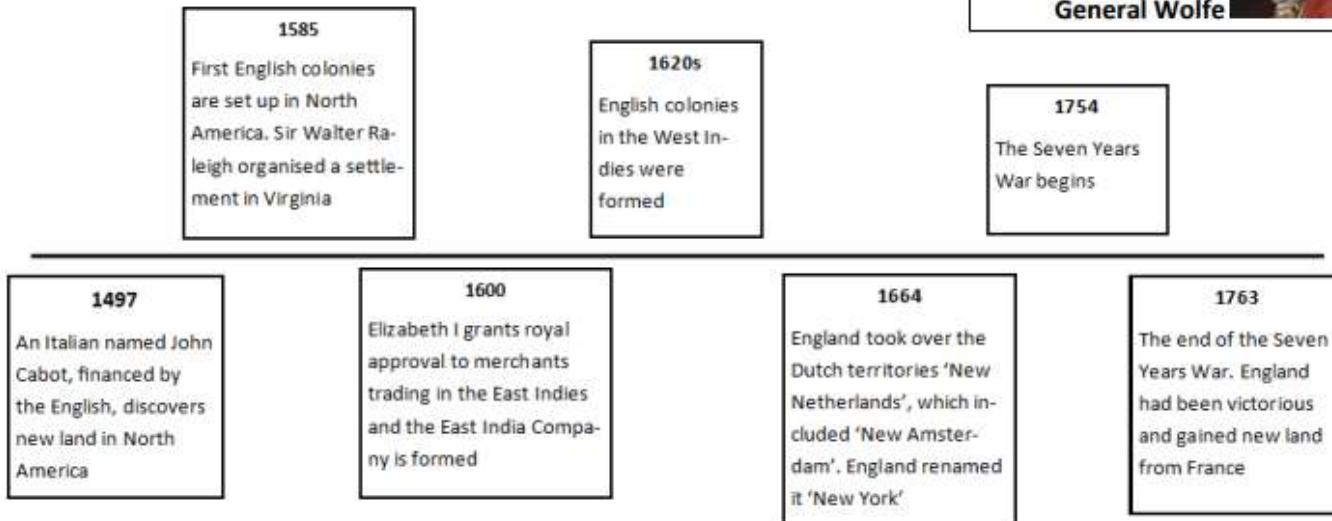 General Wolfe
1585
First English colonies
are set up in North
America. Sir Walter Ra-
leigh organised a settle-
ment in Virginia
1620s
English colonies
in the West In-
dies were
formed
1754
The Seven Years
War begins
1497
An Italian named John
Cabot, financed by
the English, discovers
new land in North
America
1600
Elizabeth I grants royal
approval to merchants
trading in the East Indies
and the East India Compa-
ny is formed
1664
England took over the
Dutch territories ‘New
Netherlands’, which in-
cluded ‘New Amster-
dam’. England renamed
it ‘New York’
1763
The end of the Seven
Years War. England
had been victorious
and gained new land
from France